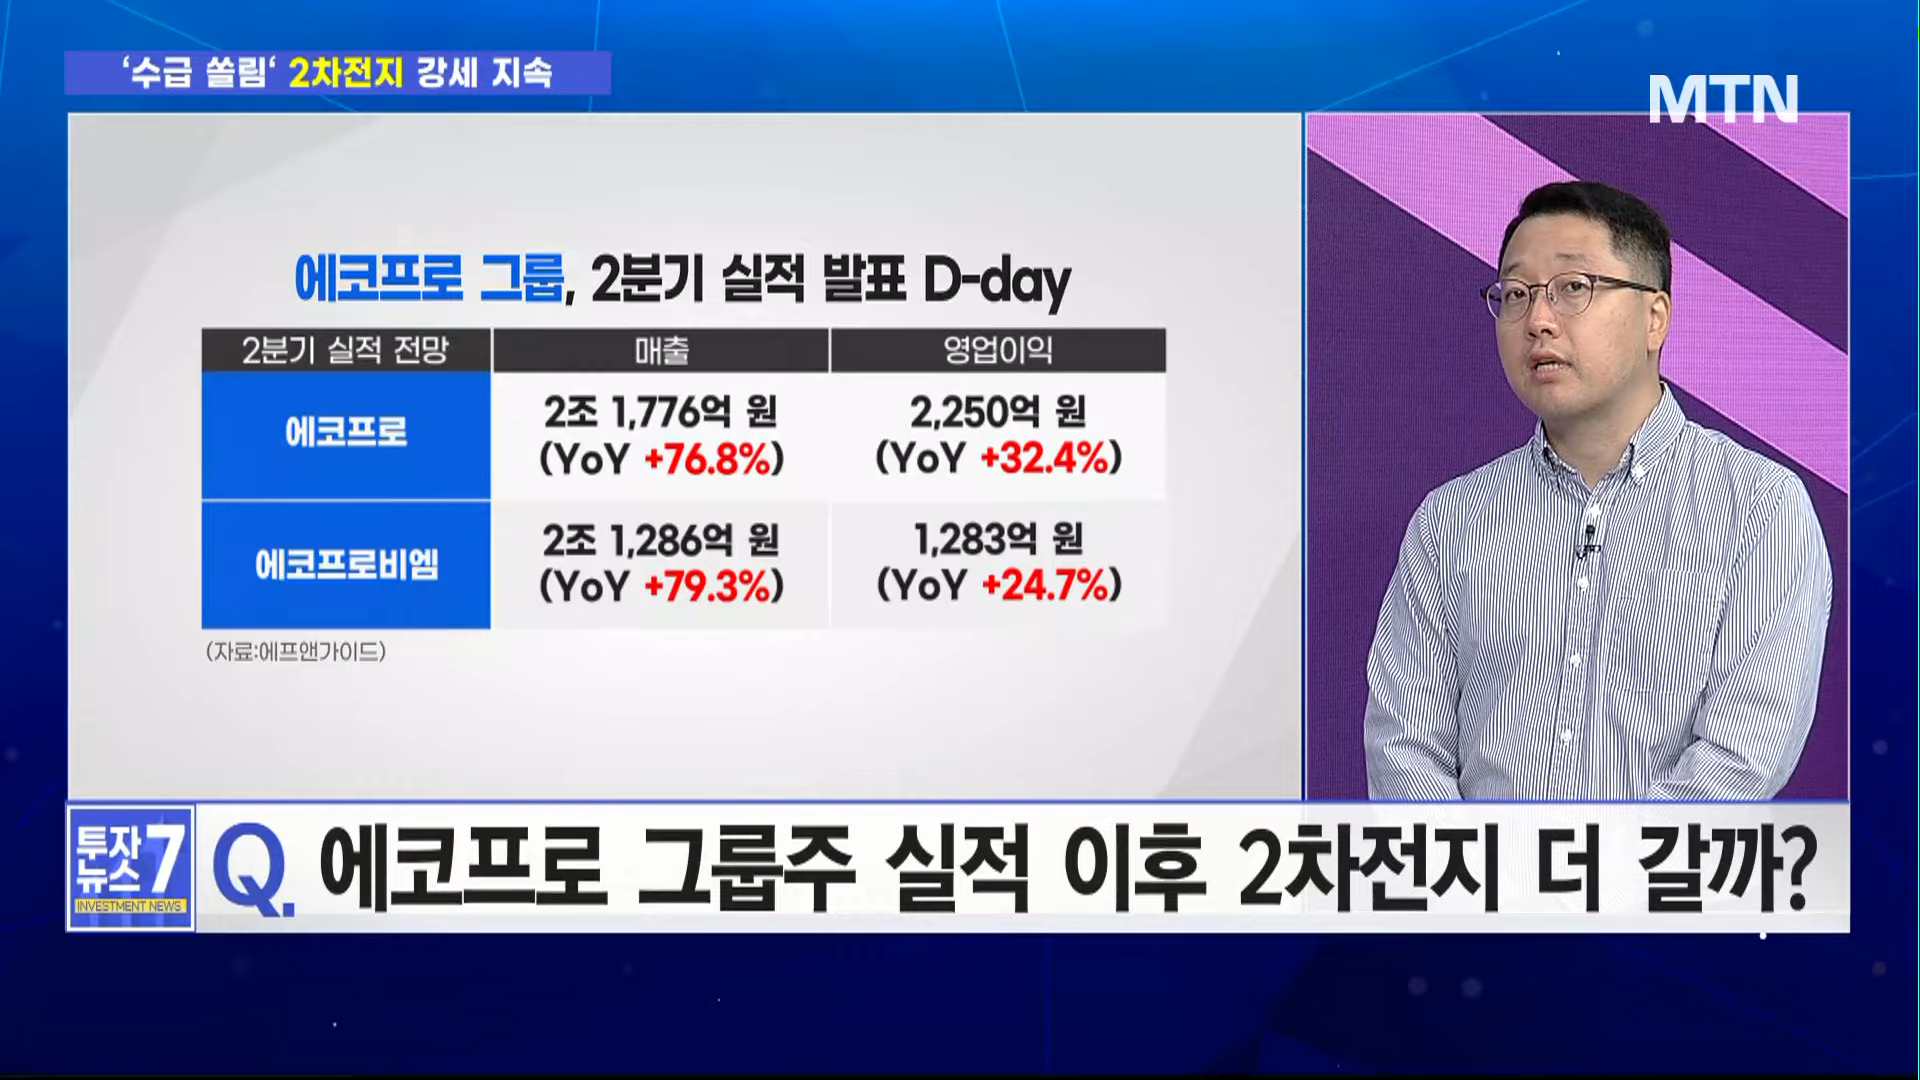 ‘수급 쏠림‘ 2차전지 강세 지속
MTN
에코프로 그룹, 2분기 실적 발표 D-day
2분기 실적 전망 매출 영업이익
에코프로
2조 1,776억 원
(YoY +76.8%)
2,250억 원
(YoY +32.4%)
에코프로비엠
2조 1,286억 원
(YoY +79.3%)
1,283억 원
(YoY +24.7%)
(자료:에프앤가이드)
투자
뉴스 7
INVESTMENT NEWS
Q. 에코프로 그룹주 실적 이후 2차전지 더 갈까?